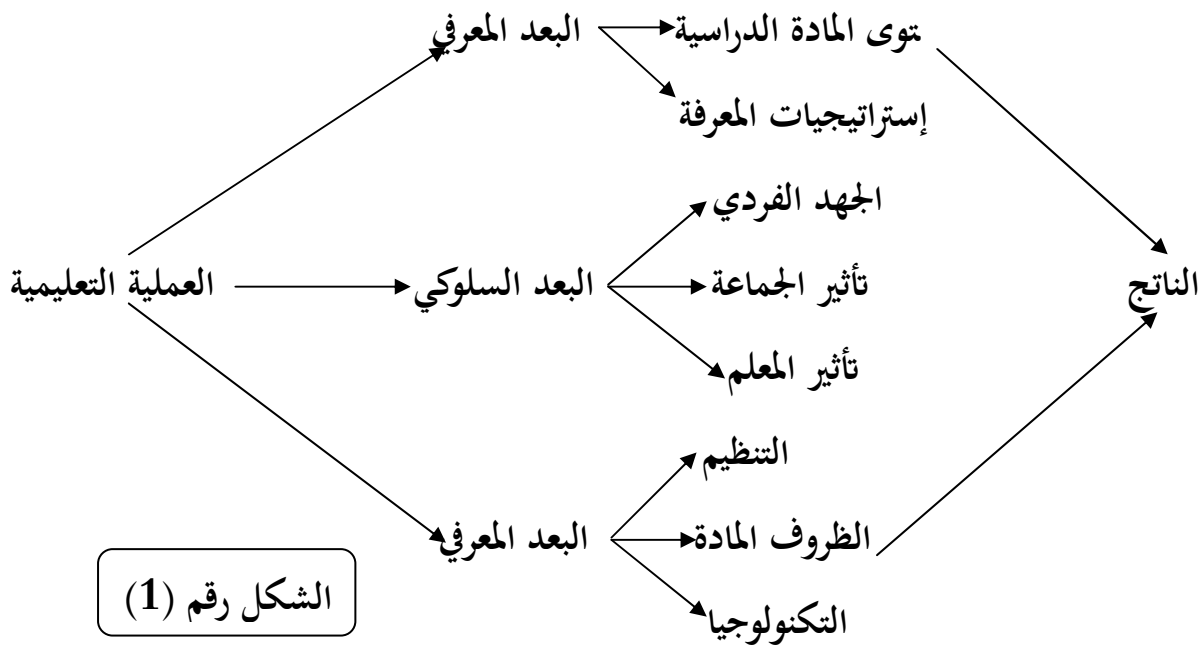 البعد المعرفي
توى المادة الدراسية
إستراتيجيات المعرفة
الجهد الفردي
العملية التعليمية
البعد السلوكي
تأثير الجماعة
الناتج
تأثير المعلم
التنظيم
البعد المعرفي
الظروف المادة
التكنولوجيا
الشكل رقم (1)